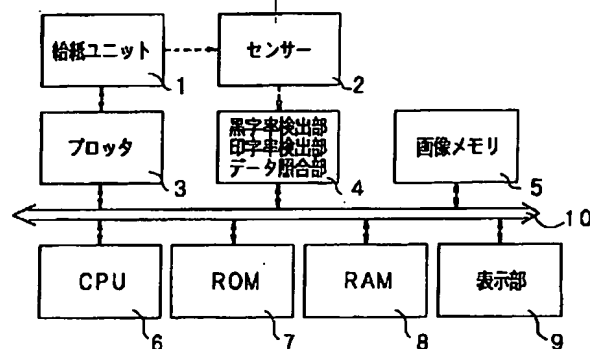 給紙ユニット
1
センサー
2
プロッタ
3
黒字率検出部
印字率検出部
データ照合部
4
画像メモリ
5
10
CPU
6
ROM
7
RAM
8
表示部
9